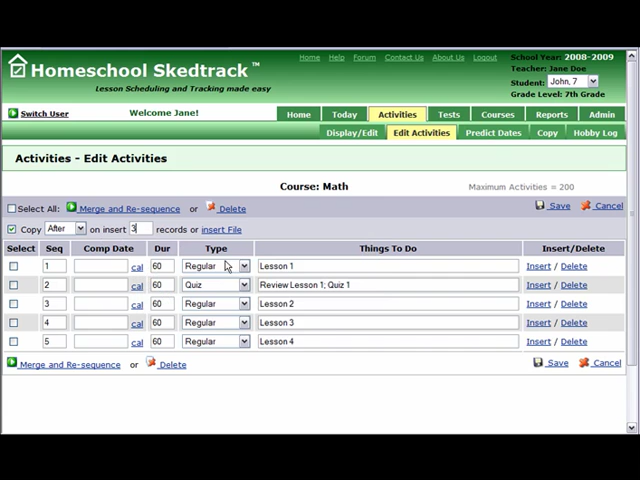 Home Help Forum Contact Us About Us Logout
School Year: 2008-2009
Teacher: Jane Doe
Student: John, 7
Grade Level: 7th Grade
Homeschool Skedtrack ™
Lesson Scheduling and Tracking made easy
Switch User Welcome Jane!
Home Today Activities Tests Courses Reports Admin
Display/Edit Edit Activities Predict Dates Copy Hobby Log
Activities - Edit Activities
Course: Math Maximum Activities = 200
Select All: Merge and Re-sequence or Delete Save Cancel
Copy After on insert 3 records or insert File
Select Seq Comp Date Dur Type Things To Do Insert/Delete
1 cal 60 Regular Lesson 1 Insert / Delete
2 cal 60 Quiz Review Lesson 1; Quiz 1 Insert / Delete
3 cal 60 Regular Lesson 2 Insert / Delete
4 cal 60 Regular Lesson 3 Insert / Delete
5 cal 60 Regular Lesson 4 Insert / Delete
Merge and Re-sequence or Delete Save Cancel